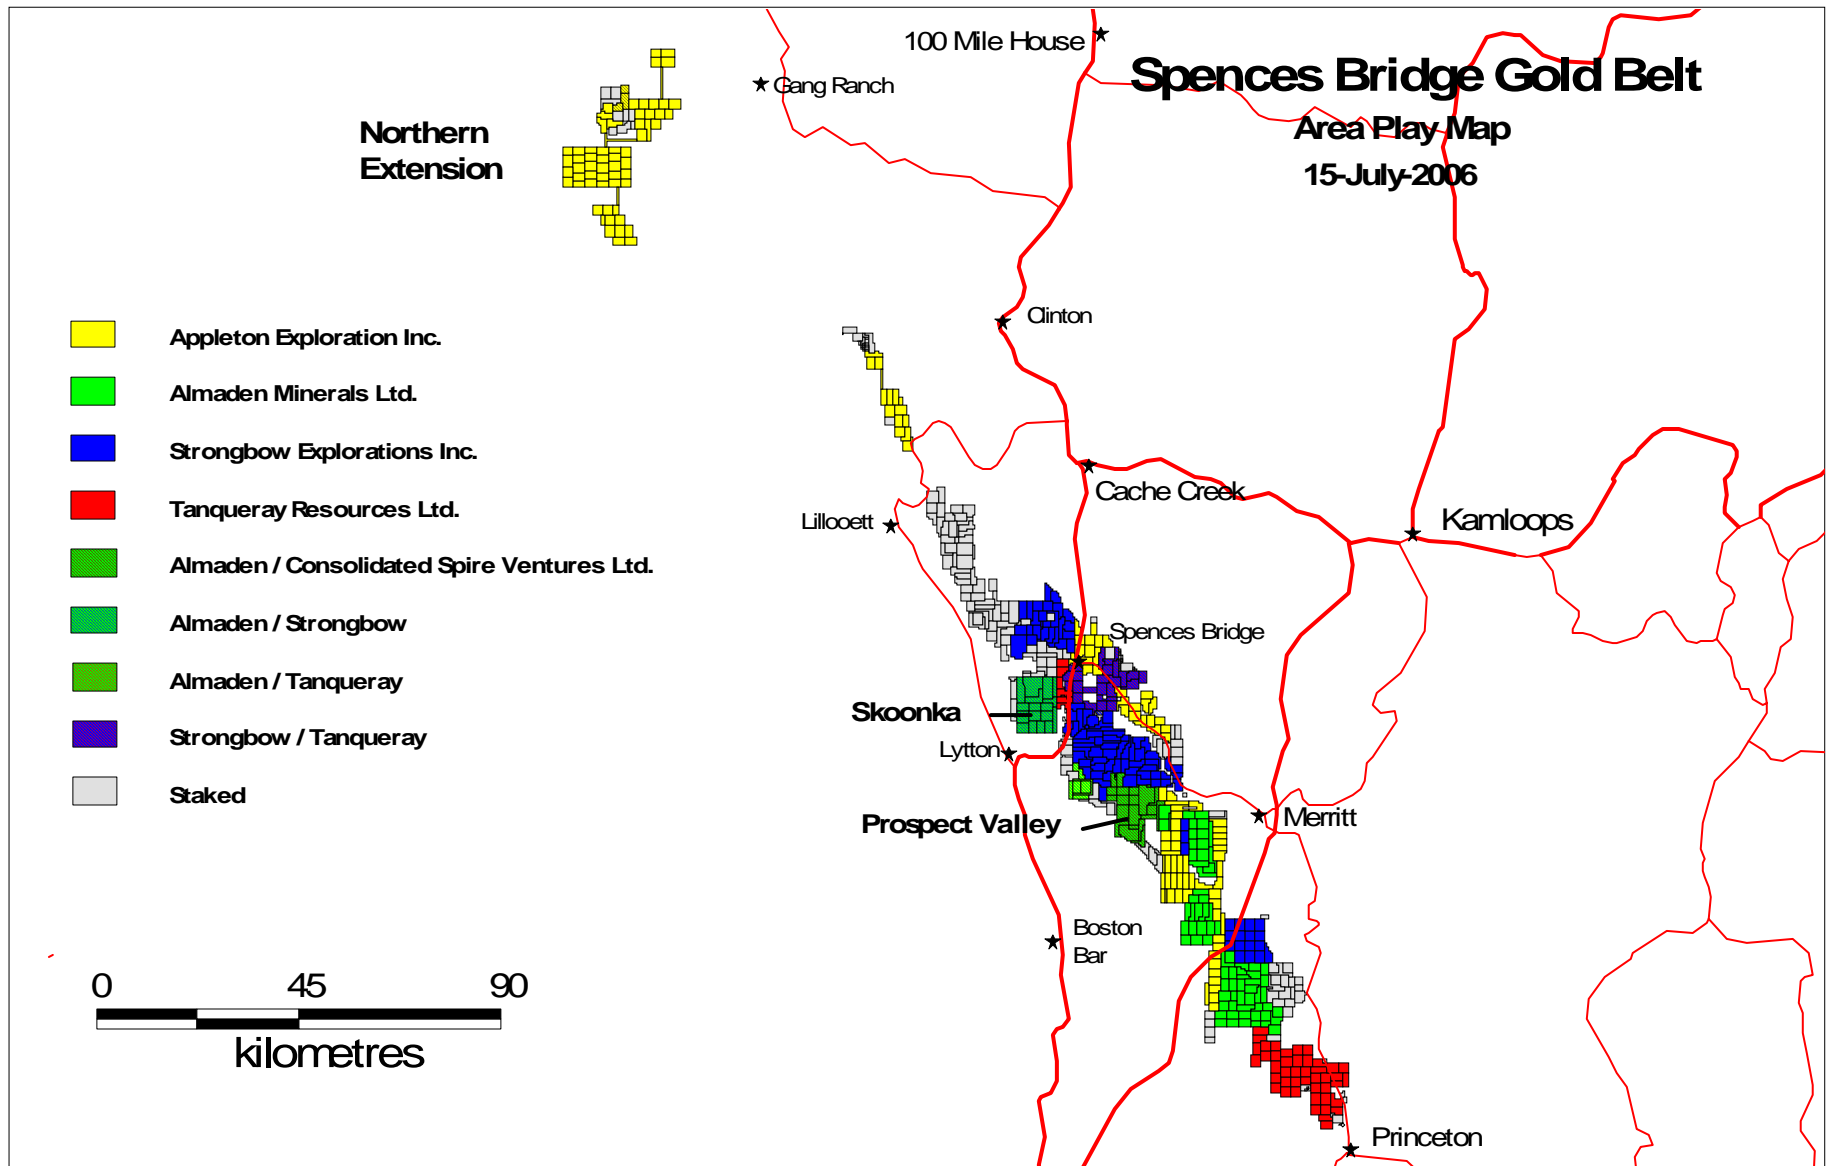 100 Mile House
Gang Ranch
Spences Bridge Gold Belt
Area Play Map
15-July-2006
Northern
Extension
Clinton
Appleton Exploration Inc.
Almaden Minerals Ltd.
Strongbow Explorations Inc.
Tanqueray Resources Ltd.
Almaden / Consolidated Spire Ventures Ltd.
Almaden / Strongbow
Almaden / Tanqueray
Strongbow / Tanqueray
Staked
Cache Creek
Kamloops
Lillooett
Spences Bridge
Skoonka
Lytton
Prospect Valley
Merritt
Boston
Bar
0 45 90
kilometres
Princeton